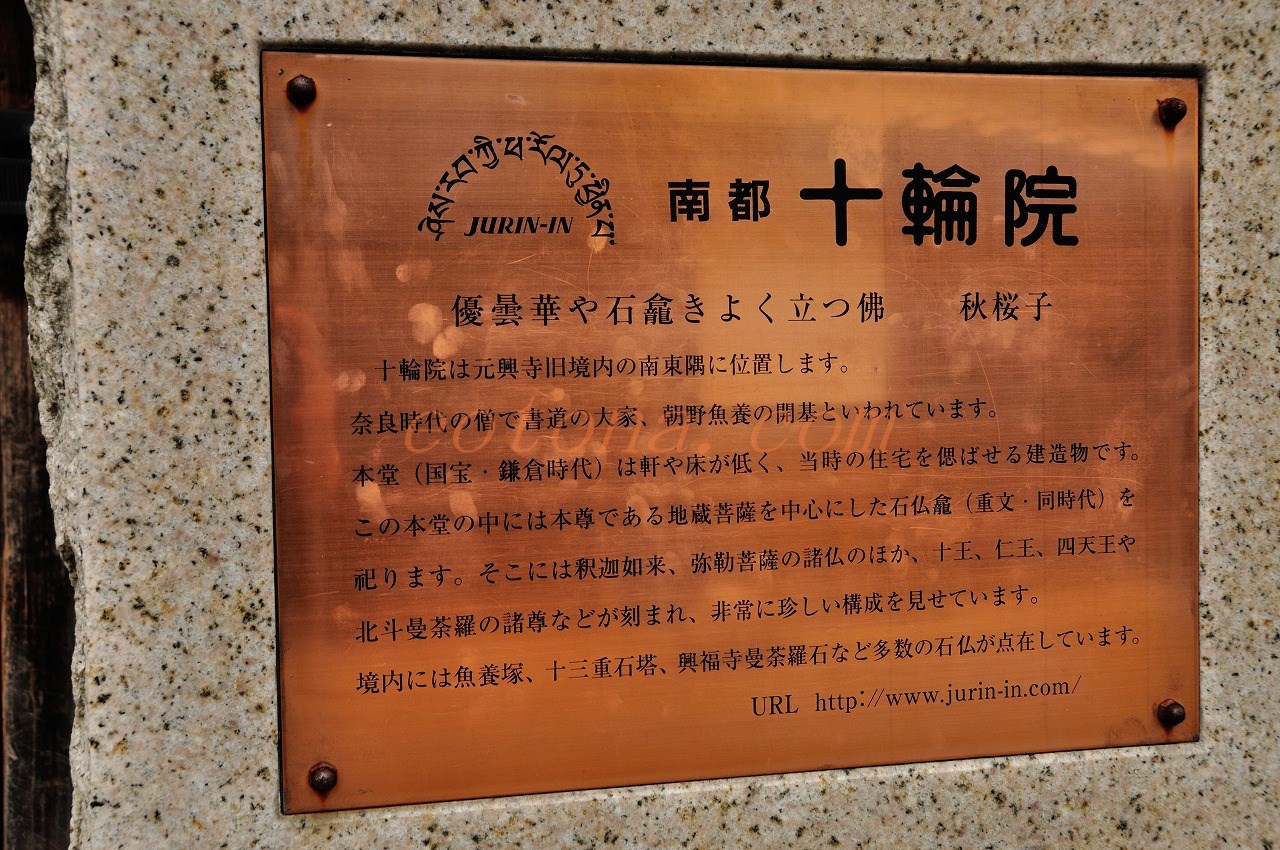 JURIN-IN
南都 十輪院
優曇華や石龕きよく立つ佛 秋桜子
十輪院は元興寺旧境内の南東隅に位置します。
奈良時代の僧で書道の大家、朝野魚養の開基といわれています。
cotona.com
本堂（国宝・鎌倉時代）は軒や床が低く、当時の住宅を偲ばせる建造物です。
この本堂の中には本尊である地蔵菩薩を中心にした石仏龕（重文・同時代）を
祀ります。そこには釈迦如来、弥勒菩薩の諸仏のほか、十王、仁王、四天王や
北斗曼荼羅の諸尊などが刻まれ、非常に珍しい構成を見せています。
境内には魚養塚、十三重石塔、興福寺曼荼羅石など多数の石仏が点在しています。
URL http://www.jurin-in.com/